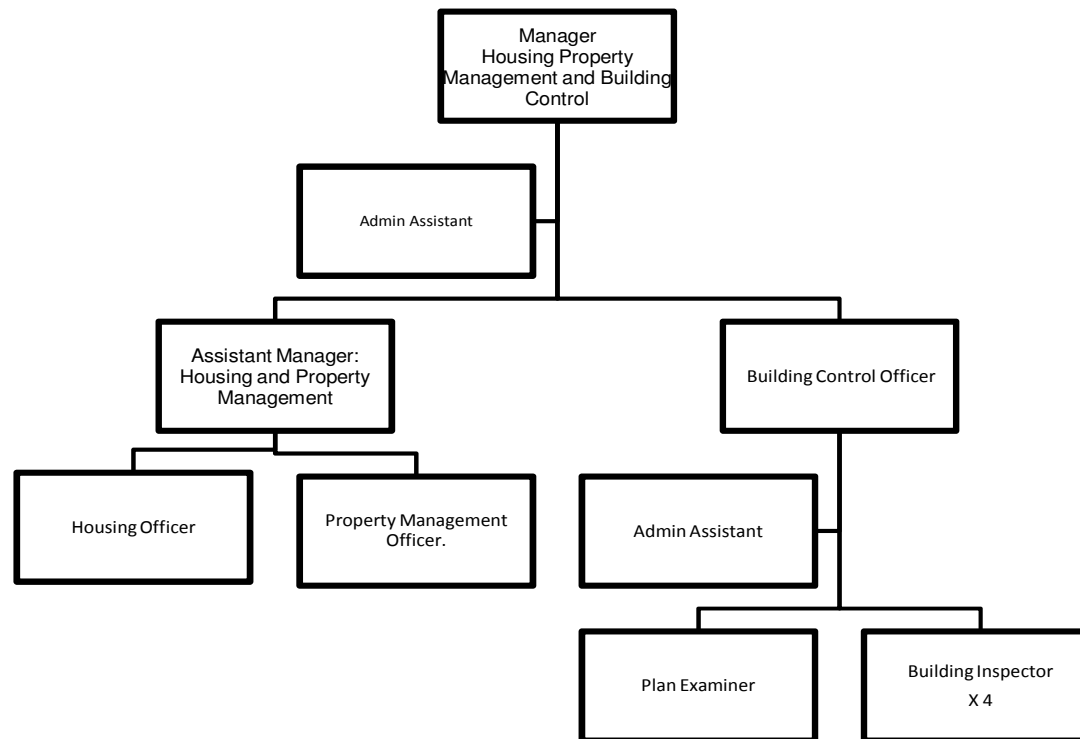 Manager
Housing Property
Management and Building
Control
Admin Assistant
Assistant Manager:
Housing and Property
Management
Building Control Officer
Housing Officer
Property Management
Officer.
Admin Assistant
Plan Examiner
Building Inspector
X 4